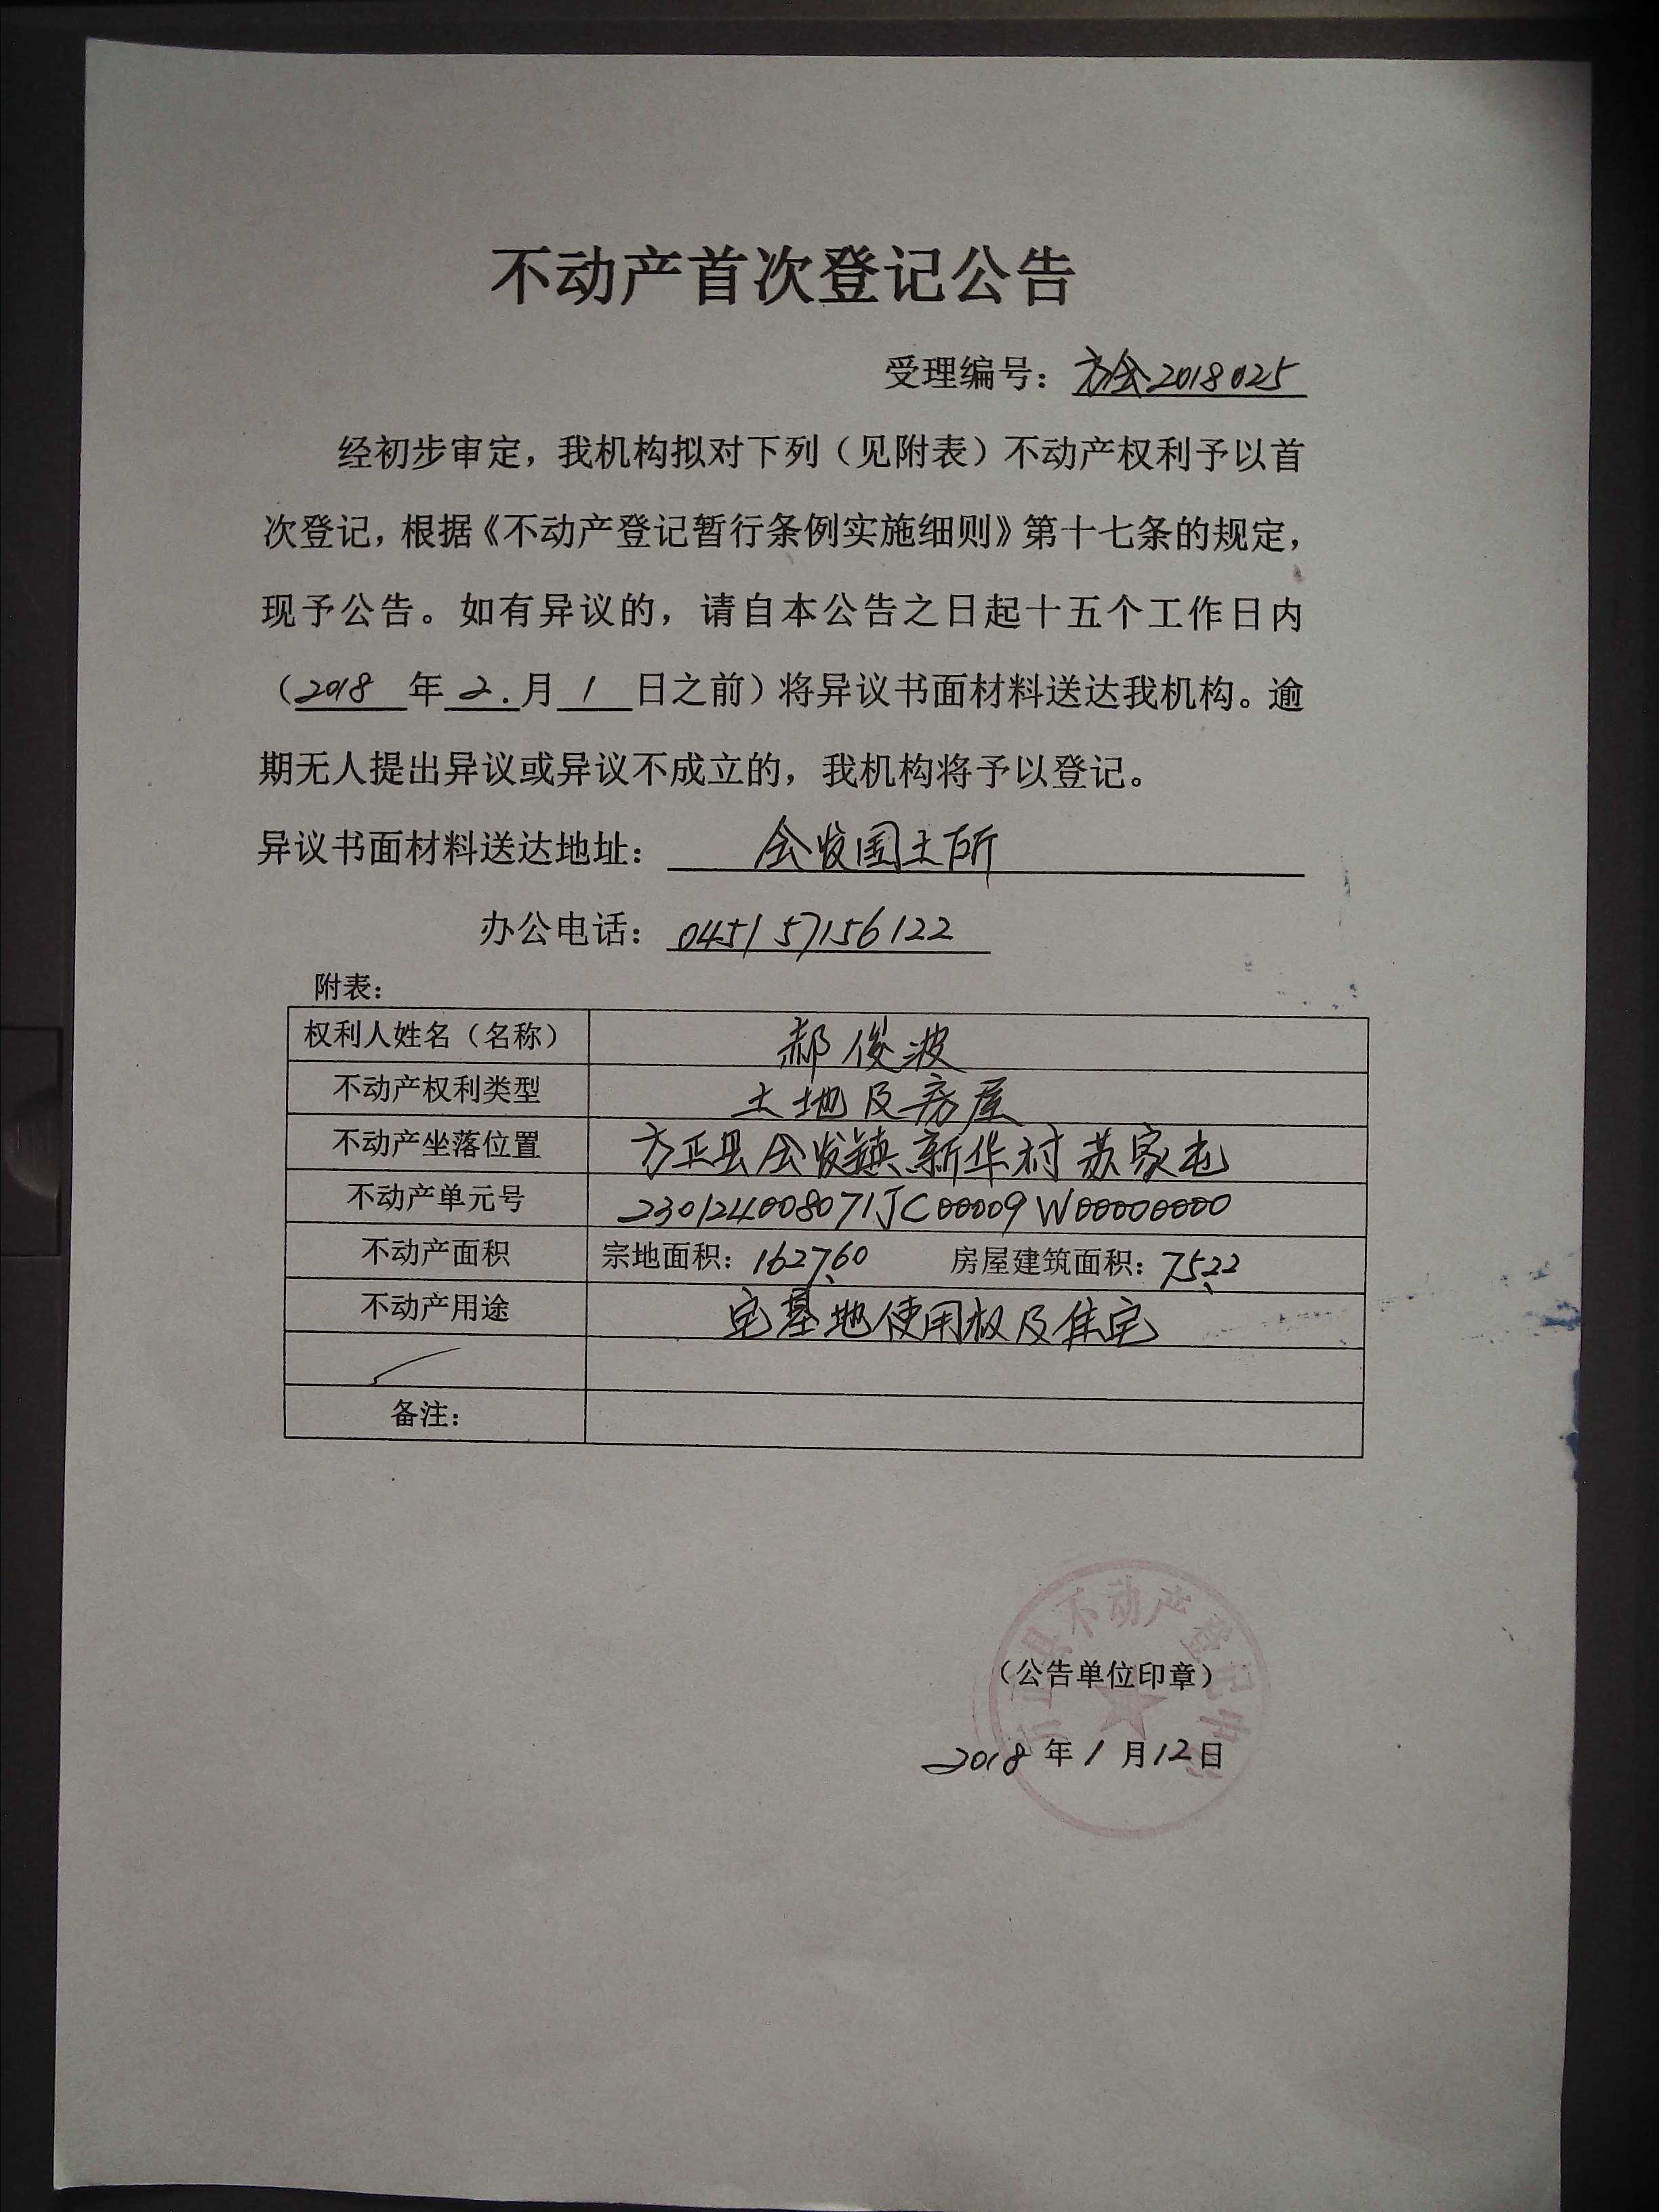 不动产首次登记公告
受理编号：方会2018025
经初步审定，我机构拟对下列（见附表）不动产权利予以首
次登记，根据《不动产登记暂行条例实施细则》第十七条的规定，
现予公告。如有异议的，请自本公告之日起十五个工作日内
（2018 年 2.月 1 日之前）将异议书面材料送达我机构。逾
期无人提出异议或异议不成立的，我机构将予以登记。
异议书面材料送达地址：会发国土所
办公电话：0451 57156122
附表：
权利人姓名（名称） 郝俊波
不动产权利类型 土地及房屋
不动产坐落位置 方正县会发镇新华村苏家屯
不动产单元号 230124008071JC00009W00000000
不动产面积 宗地面积：1627.60 房屋建筑面积：75.22
不动产用途 宅基地使用权及住宅
备注：
县不动产登记中心
（公告单位印章）
2018 年 1 月 12 日